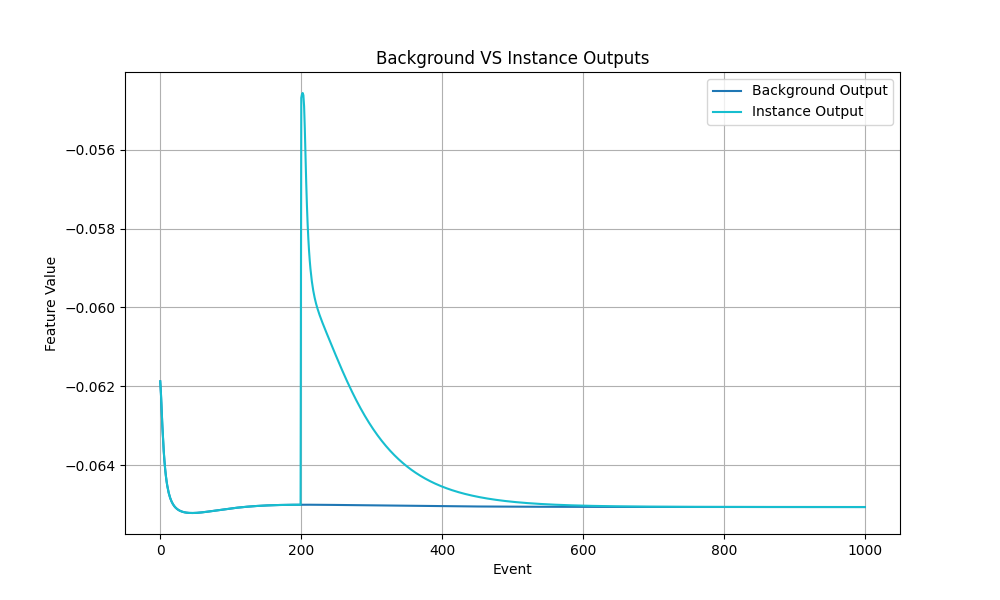 Background VS Instance Outputs
Background Output
Instance Output
Feature Value
−0.056
−0.058
−0.060
−0.062
−0.064
0 200 400 600 800 1000
Event